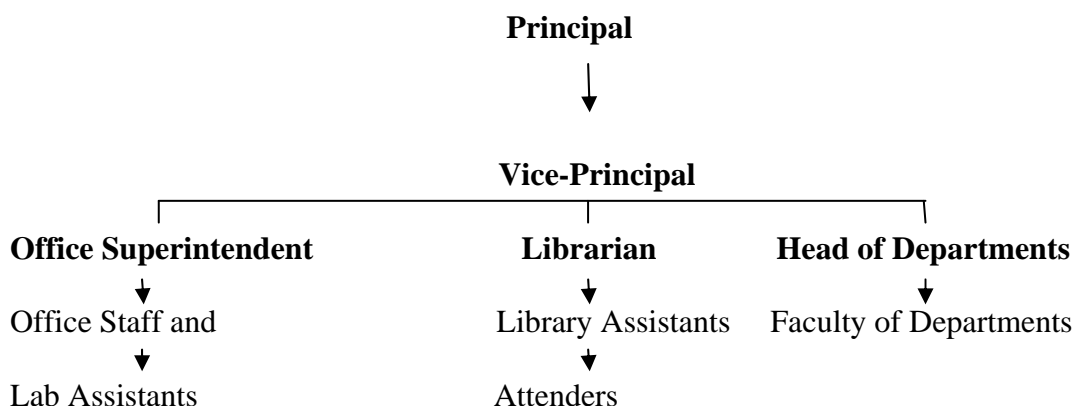 Principal
Vice-Principal
Office Superintendent Librarian Head of Departments
Office Staff and Library Assistants Faculty of Departments
Lab Assistants Attenders